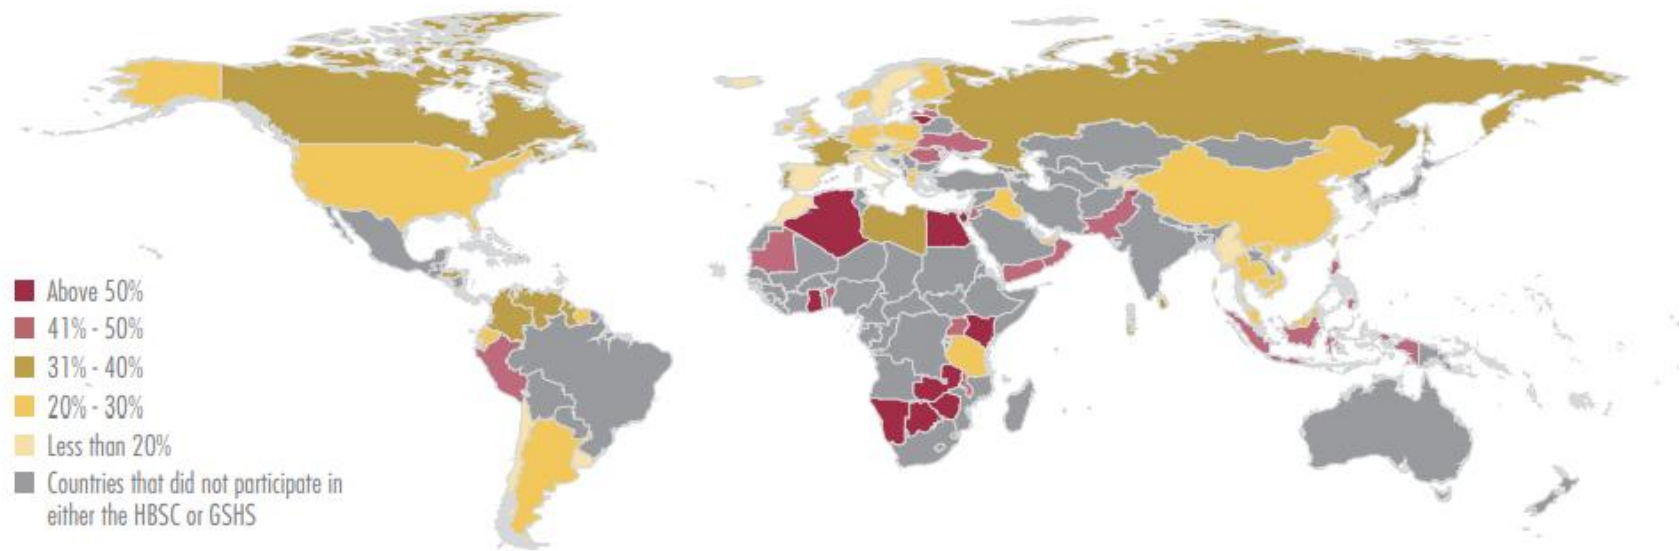 Above 50%
41% - 50%
31% - 40%
20% - 30%
Less than 20%
Countries that did not participate in
either the HBSC or GSHS